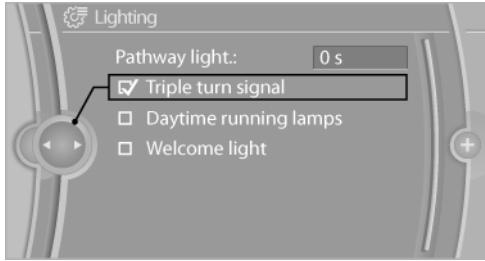 Lighting
Pathway light.: 0 s
Triple turn signal
Daytime running lamps
Welcome light